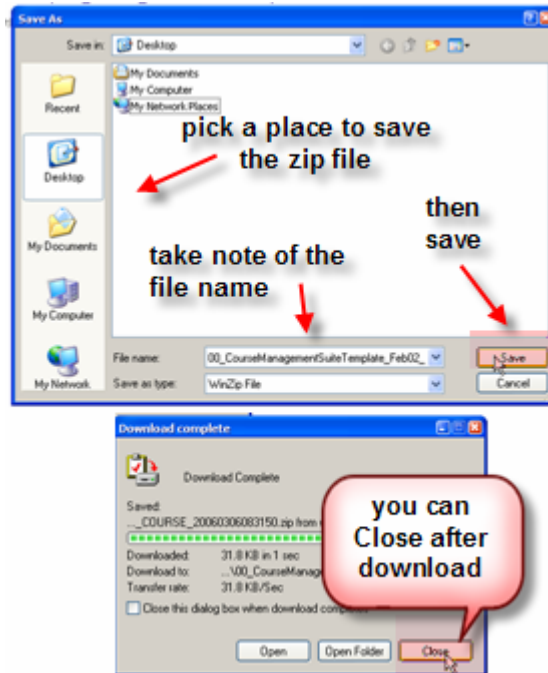 Save As
Save in: Desktop
My Documents
My Computer
My Network Places
Recent
Desktop
My Documents
My Computer
My Network
pick a place to save
the zip file
then
save
take note of the
file name
File name: 00_CourseManagementSuiteTemplate_Feb02_ Save
Save as type: WinZip File Cancel
Download complete
Download Complete
Saved:
..._COURSE_20060306083150.zip from
Downloaded: 31.8 KB in 1 sec
Download to: ...\00_CourseManag
Transfer rate: 31.8 KB/Sec
Close this dialog box when download
Open Open Folder Close
you can
Close after
download